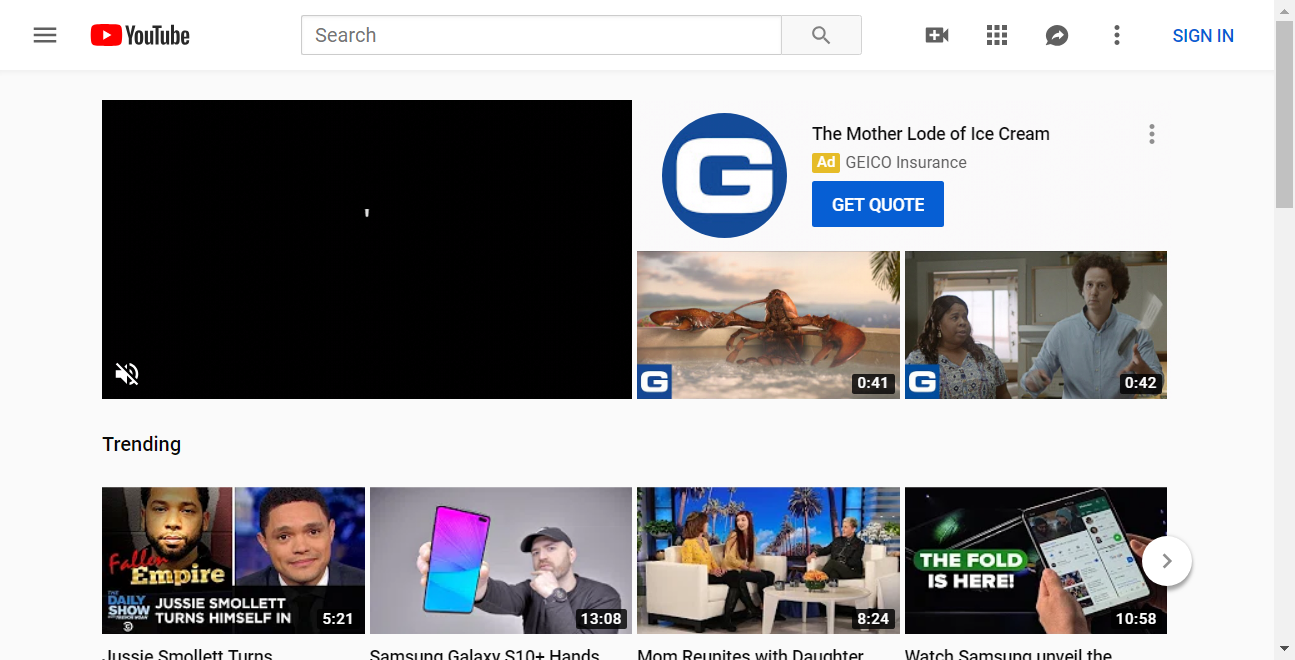 YouTube
Search
SIGN IN
The Mother Lode of Ice Cream
Ad GEICO Insurance
GET QUOTE
G
G
0:41
G
0:42
Trending
Fallen
Empire
THE
DAILY
SHOW
JUSSIE SMOLLETT
TURNS HIMSELF IN
5:21
13:08
8:24
THE FOLD
IS HERE!
10:58
Jussie Smollett Turns
Samsung Galaxy S10+ Hands
Mom Reunites with Daughter
Watch Samsung unveil the